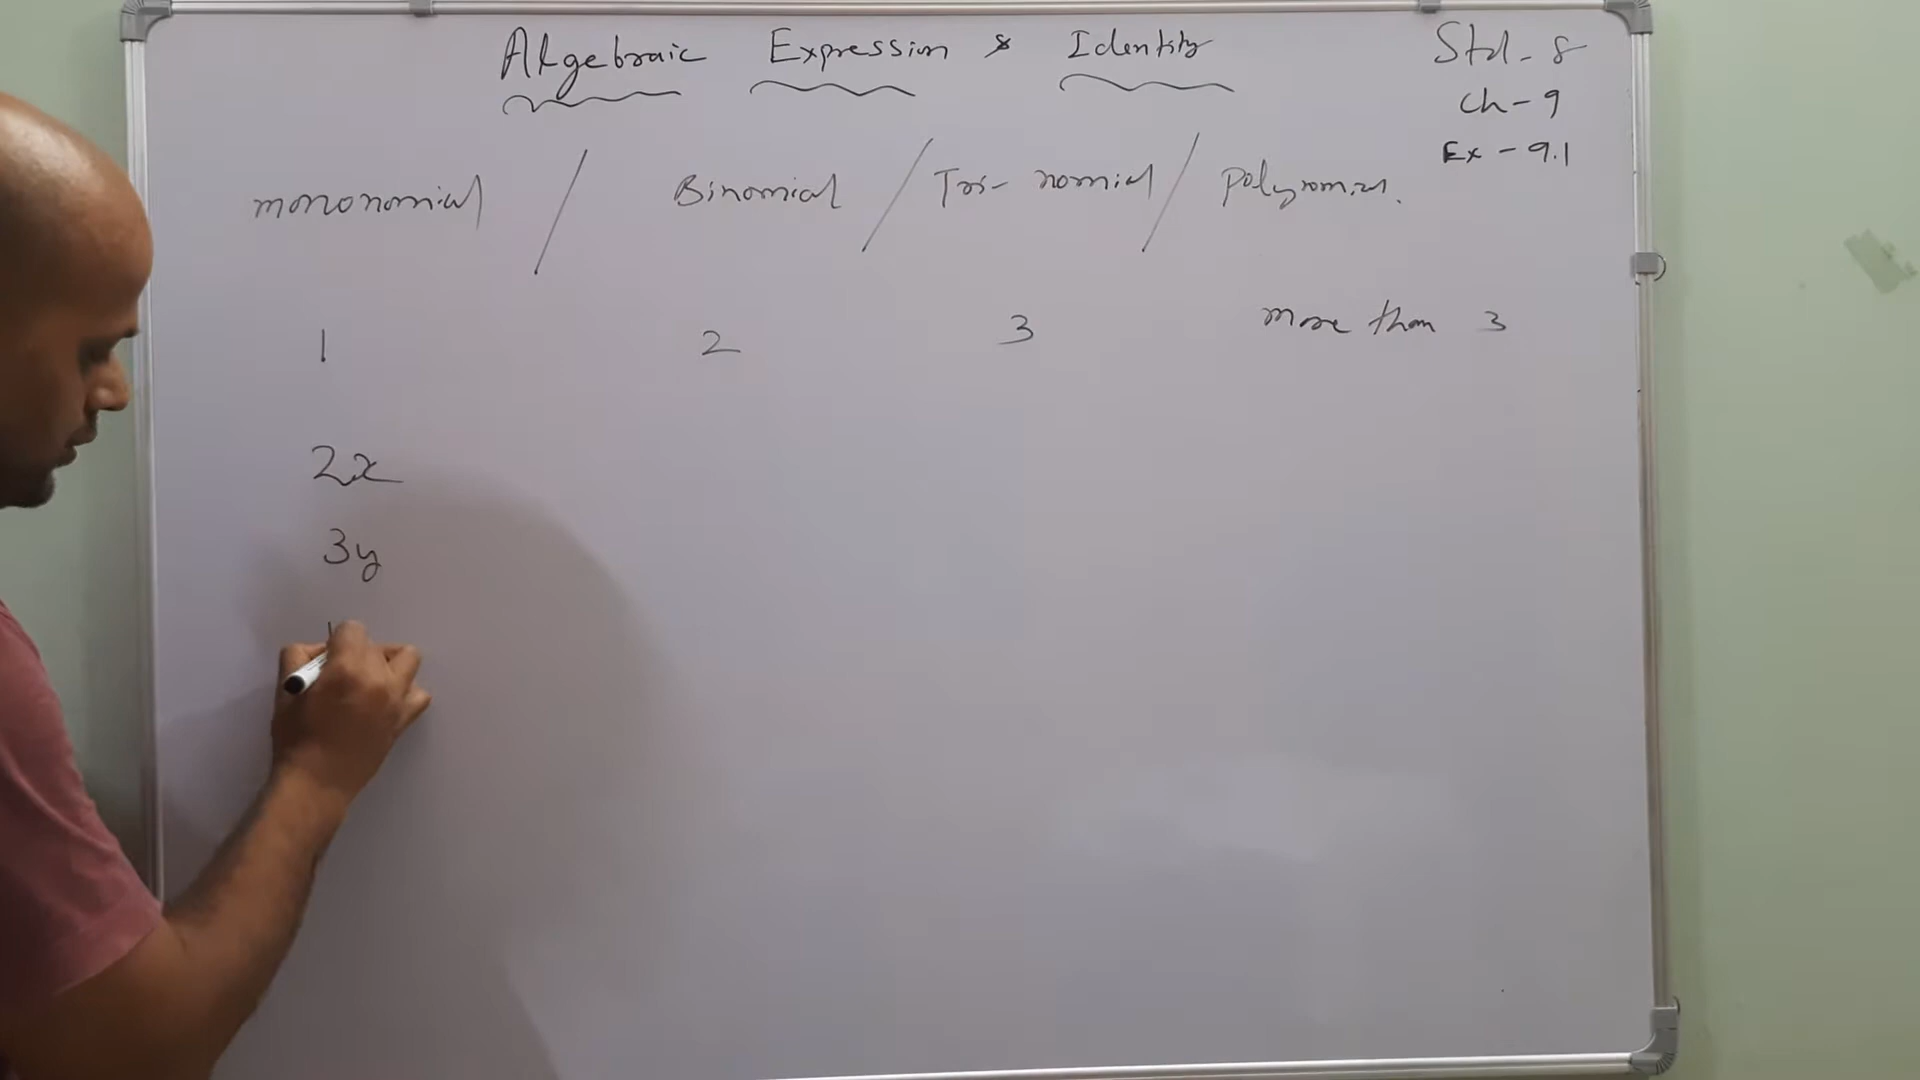 Algebraic Expression & Identity
Std - 8
Ch - 9
Ex - 9.1
monomial / Binomial / Tri- nomial / polynomial.
1 2 3 more than 3
2x
3y